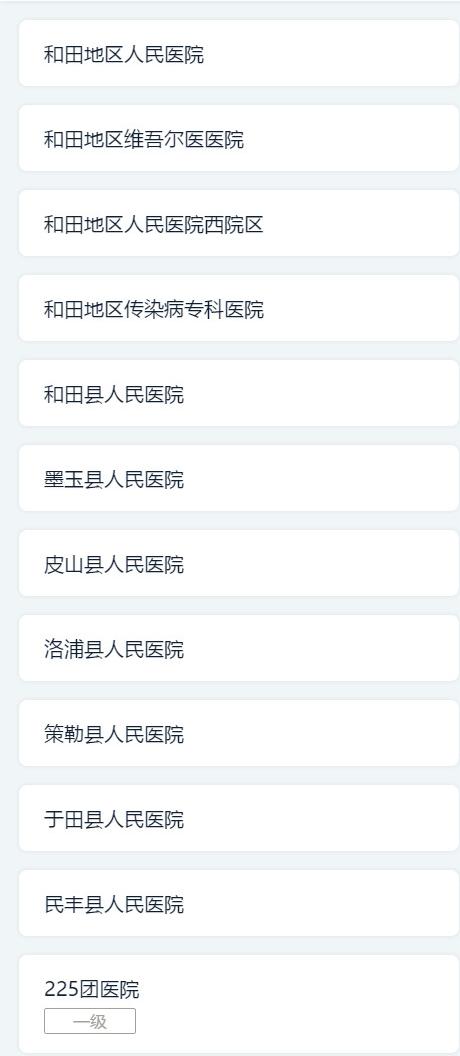 和田地区人民医院
和田地区维吾尔医医院
和田地区人民医院西院区
和田地区传染病专科医院
和田县人民医院
墨玉县人民医院
皮山县人民医院
洛浦县人民医院
策勒县人民医院
于田县人民医院
民丰县人民医院
225团医院
一级